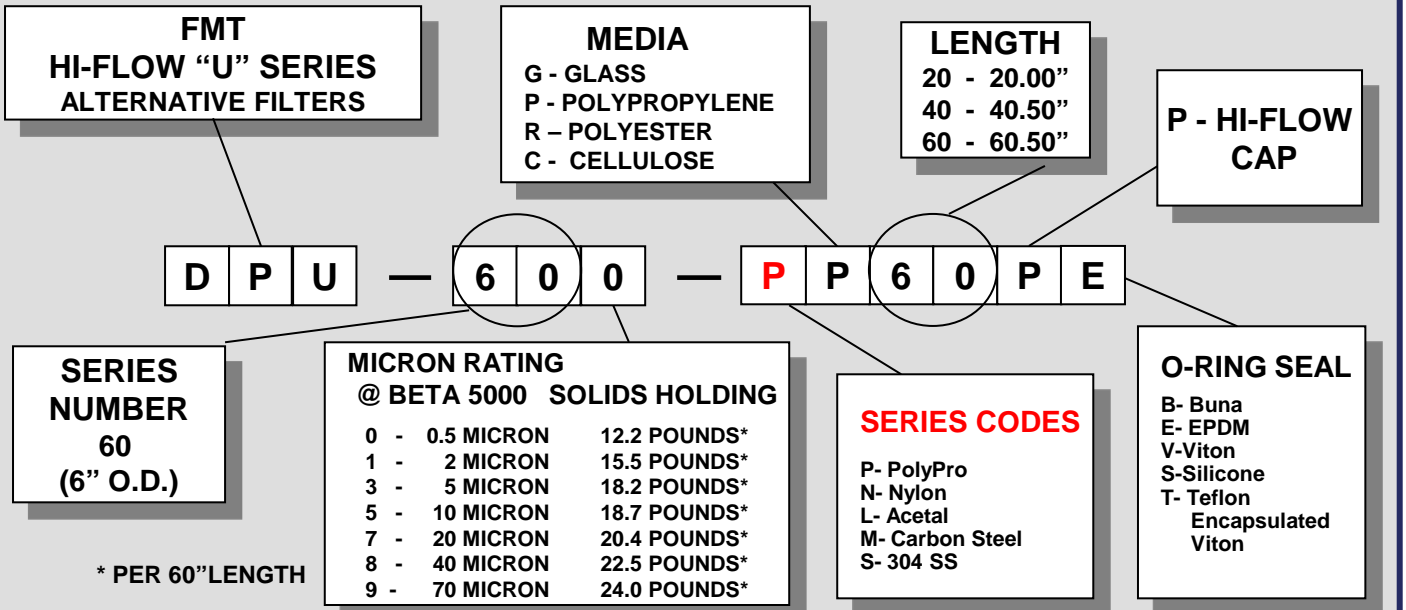 FMT
HI-FLOW “U” SERIES
ALTERNATIVE FILTERS
MEDIA
G - GLASS
P - POLYPROPYLENE
R – POLYESTER
C - CELLULOSE
LENGTH
20 - 20.00”
40 - 40.50”
60 - 60.50”
P - HI-FLOW
CAP
D P U — 6 0 0 — P P 6 0 P E
SERIES
NUMBER
60
(6” O.D.)
* PER 60”LENGTH
MICRON RATING
@ BETA 5000 SOLIDS HOLDING
0 - 0.5 MICRON 12.2 POUNDS*
1 - 2 MICRON 15.5 POUNDS*
3 - 5 MICRON 18.2 POUNDS*
5 - 10 MICRON 18.7 POUNDS*
7 - 20 MICRON 20.4 POUNDS*
8 - 40 MICRON 22.5 POUNDS*
9 - 70 MICRON 24.0 POUNDS*
SERIES CODES
P- PolyPro
N- Nylon
L- Acetal
M- Carbon Steel
S- 304 SS
O-RING SEAL
B- Buna
E- EPDM
V-Viton
S-Silicone
T- Teflon
Encapsulated
Viton